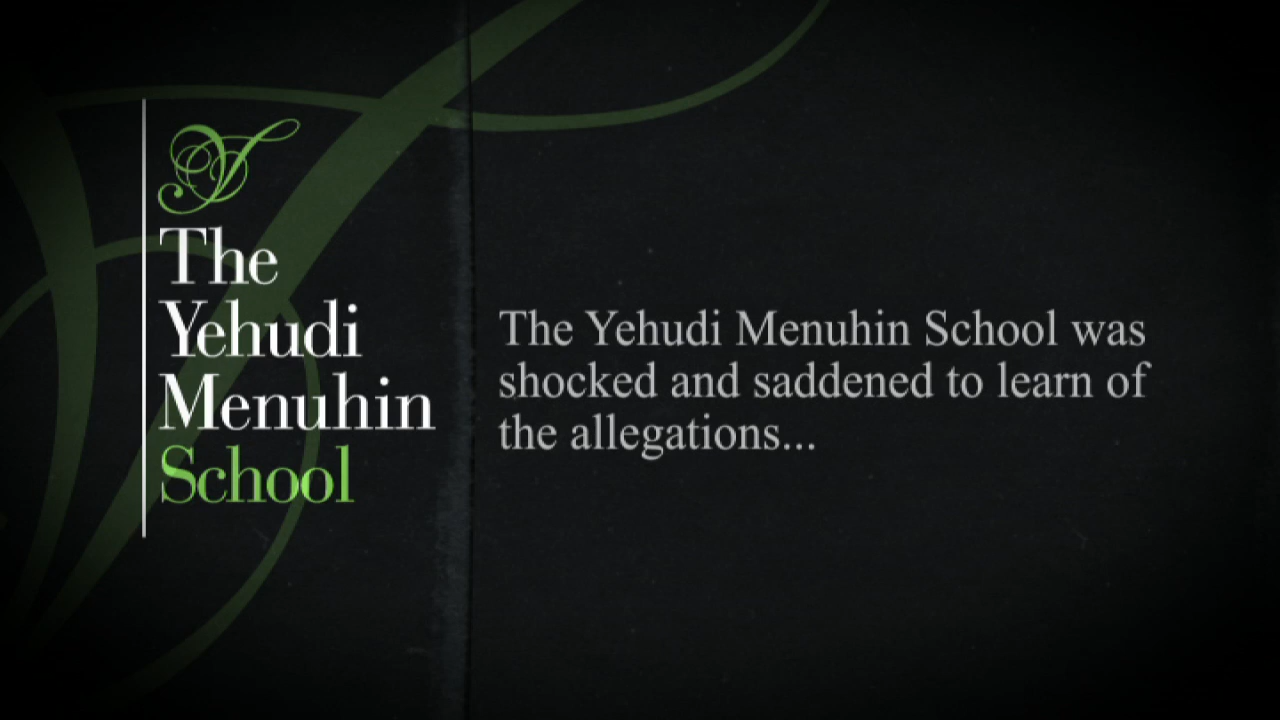 The
Yehudi
Menuhin
School
The Yehudi Menuhin School was
shocked and saddened to learn of
the allegations...